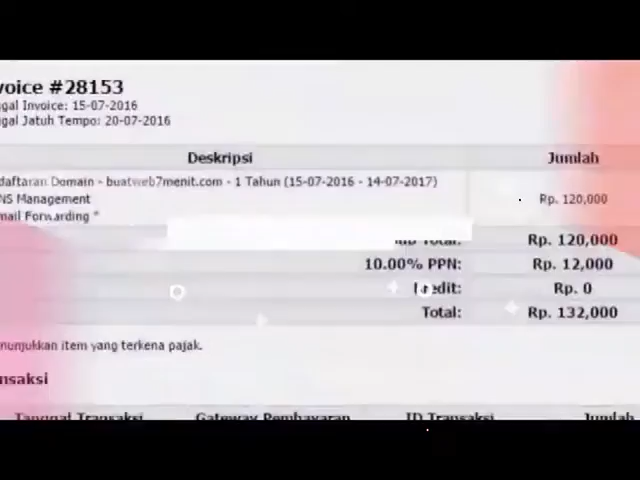 voice #28153
gal Invoice: 15-07-2016
gal Jatuh Tempo: 20-07-2016
Deskripsi Jumlah
daftaran Domain - buatweb7menit.com - 1 Tahun (15-07-2016 - 14-07-2017)
NS Management Rp. 120,000
mail Forwarding *
Total: Rp. 120,000
10.00% PPN: Rp. 12,000
Rp. 0
Total: Rp. 132,000
nunjukkan item yang terkena pajak.
nsaksi
Tanggal Transaksi Gateway Pembayaran ID Transaksi Jumlah